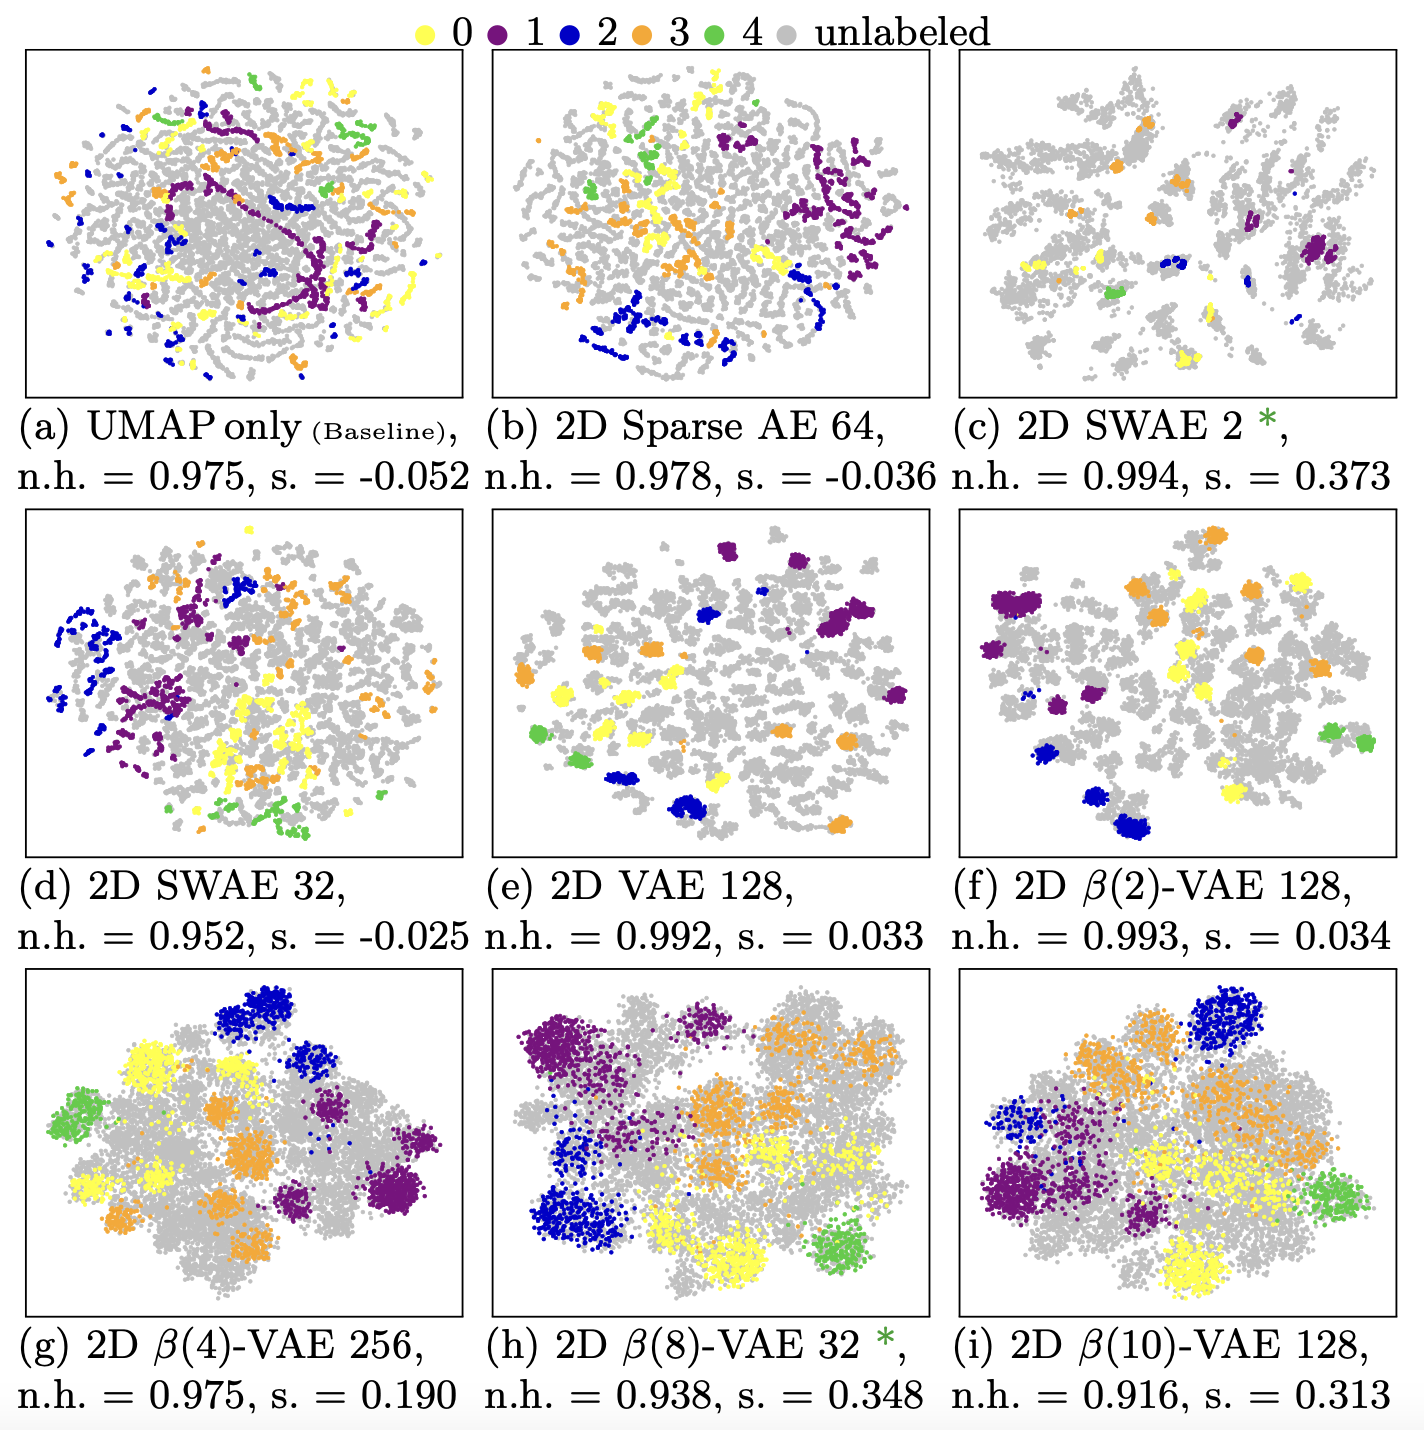 0 1 2 3 4 unlabeled
(a) UMAP only (Baseline), (b) 2D Sparse AE 64, (c) 2D SWAE 2 *,
n.h. = 0.975, s. = -0.052 n.h. = 0.978, s. = -0.036 n.h. = 0.994, s. = 0.373
(d) 2D SWAE 32, (e) 2D VAE 128, (f) 2D β(2)-VAE 128,
n.h. = 0.952, s. = -0.025 n.h. = 0.992, s. = 0.033 n.h. = 0.993, s. = 0.034
(g) 2D β(4)-VAE 256, (h) 2D β(8)-VAE 32 *, (i) 2D β(10)-VAE 128,
n.h. = 0.975, s. = 0.190 n.h. = 0.938, s. = 0.348 n.h. = 0.916, s. = 0.313